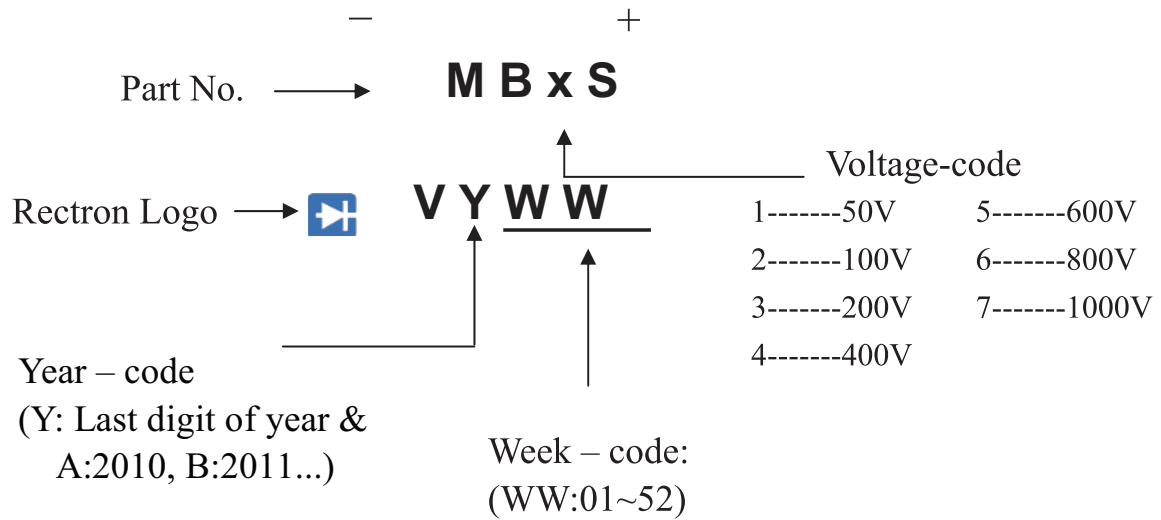 — +
Part No. M B x S
Voltage-code
Rectron Logo V Y W W
1-------50V 5-------600V
2-------100V 6-------800V
3-------200V 7-------1000V
4-------400V
Year – code
(Y: Last digit of year &
A:2010, B:2011...)
Week – code:
(WW:01~52)